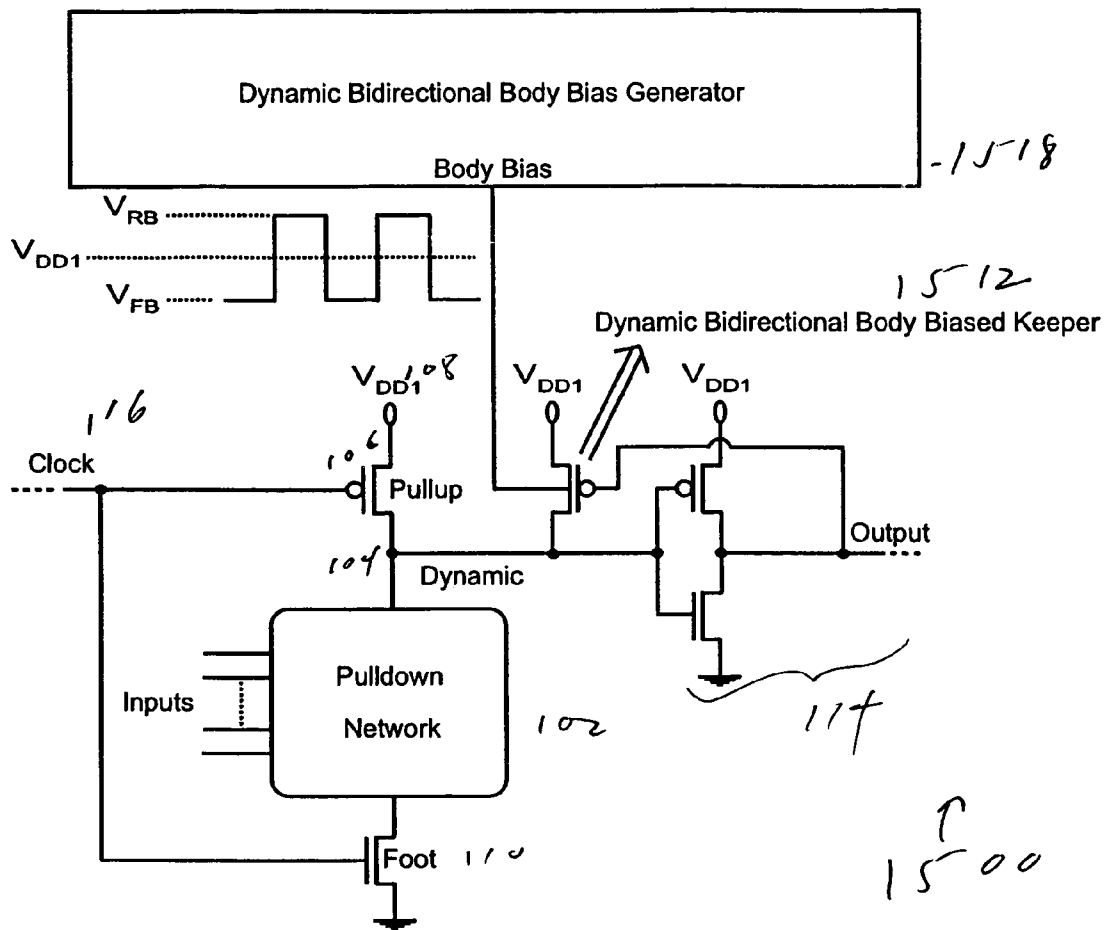 Dynamic Bidirectional Body Bias Generator
Body Bias
1518
VRB
VDD1
VFB
1512
Dynamic Bidirectional Body Biased Keeper
VDD1 108
VDD1
VDD1
116
Clock
106
Pullup
Output
104
Dynamic
Inputs
Pulldown
Network
102
114
Foot
110
1500